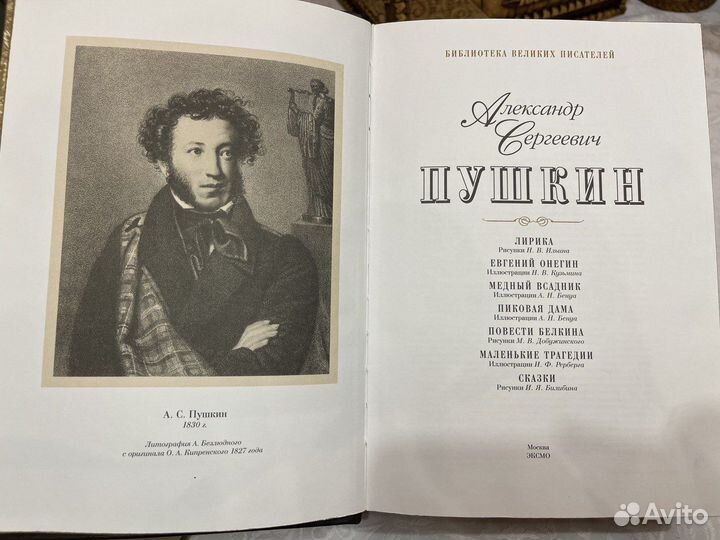 А. С. Пушкин
1830 г.
Литография А. Безлюдного
с оригинала О. А. Кипренского 1827 года
БИБЛИОТЕКА ВЕЛИКИХ ПИСАТЕЛЕЙ
Александр
Сергеевич
ПУШКИН
ЛИРИКА
Рисунки Н. В. Ильина
ЕВГЕНИЙ ОНЕГИН
Иллюстрации Н. В. Кузьмина
МЕДНЫЙ ВСАДНИК
Иллюстрации А. Н. Бенуа
ПИКОВАЯ ДАМА
Иллюстрации А. Н. Бенуа
ПОВЕСТИ БЕЛКИНА
Рисунки М. В. Добужинского
МАЛЕНЬКИЕ ТРАГЕДИИ
Иллюстрации И. Ф. Рерберга
СКАЗКИ
Рисунки И. Я. Билибина
Москва
ЭКСМО
Avito